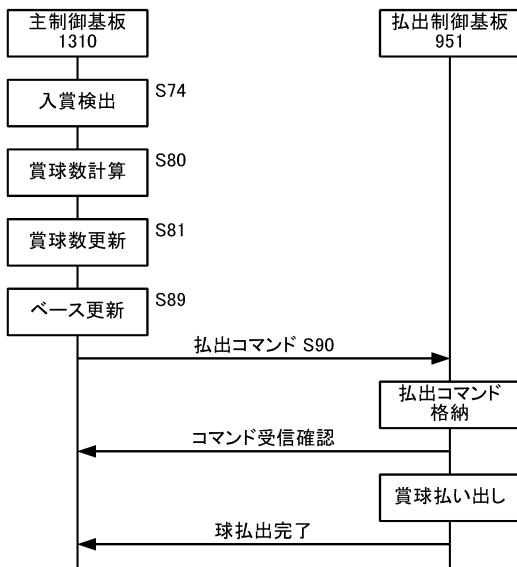 主制御基板
1310
払出制御基板
951
入賞検出
S74
賞球数計算
S80
賞球数更新
S81
ベース更新
S89
払出コマンド S90
払出コマンド
格納
コマンド受信確認
賞球払い出し
球払出完了